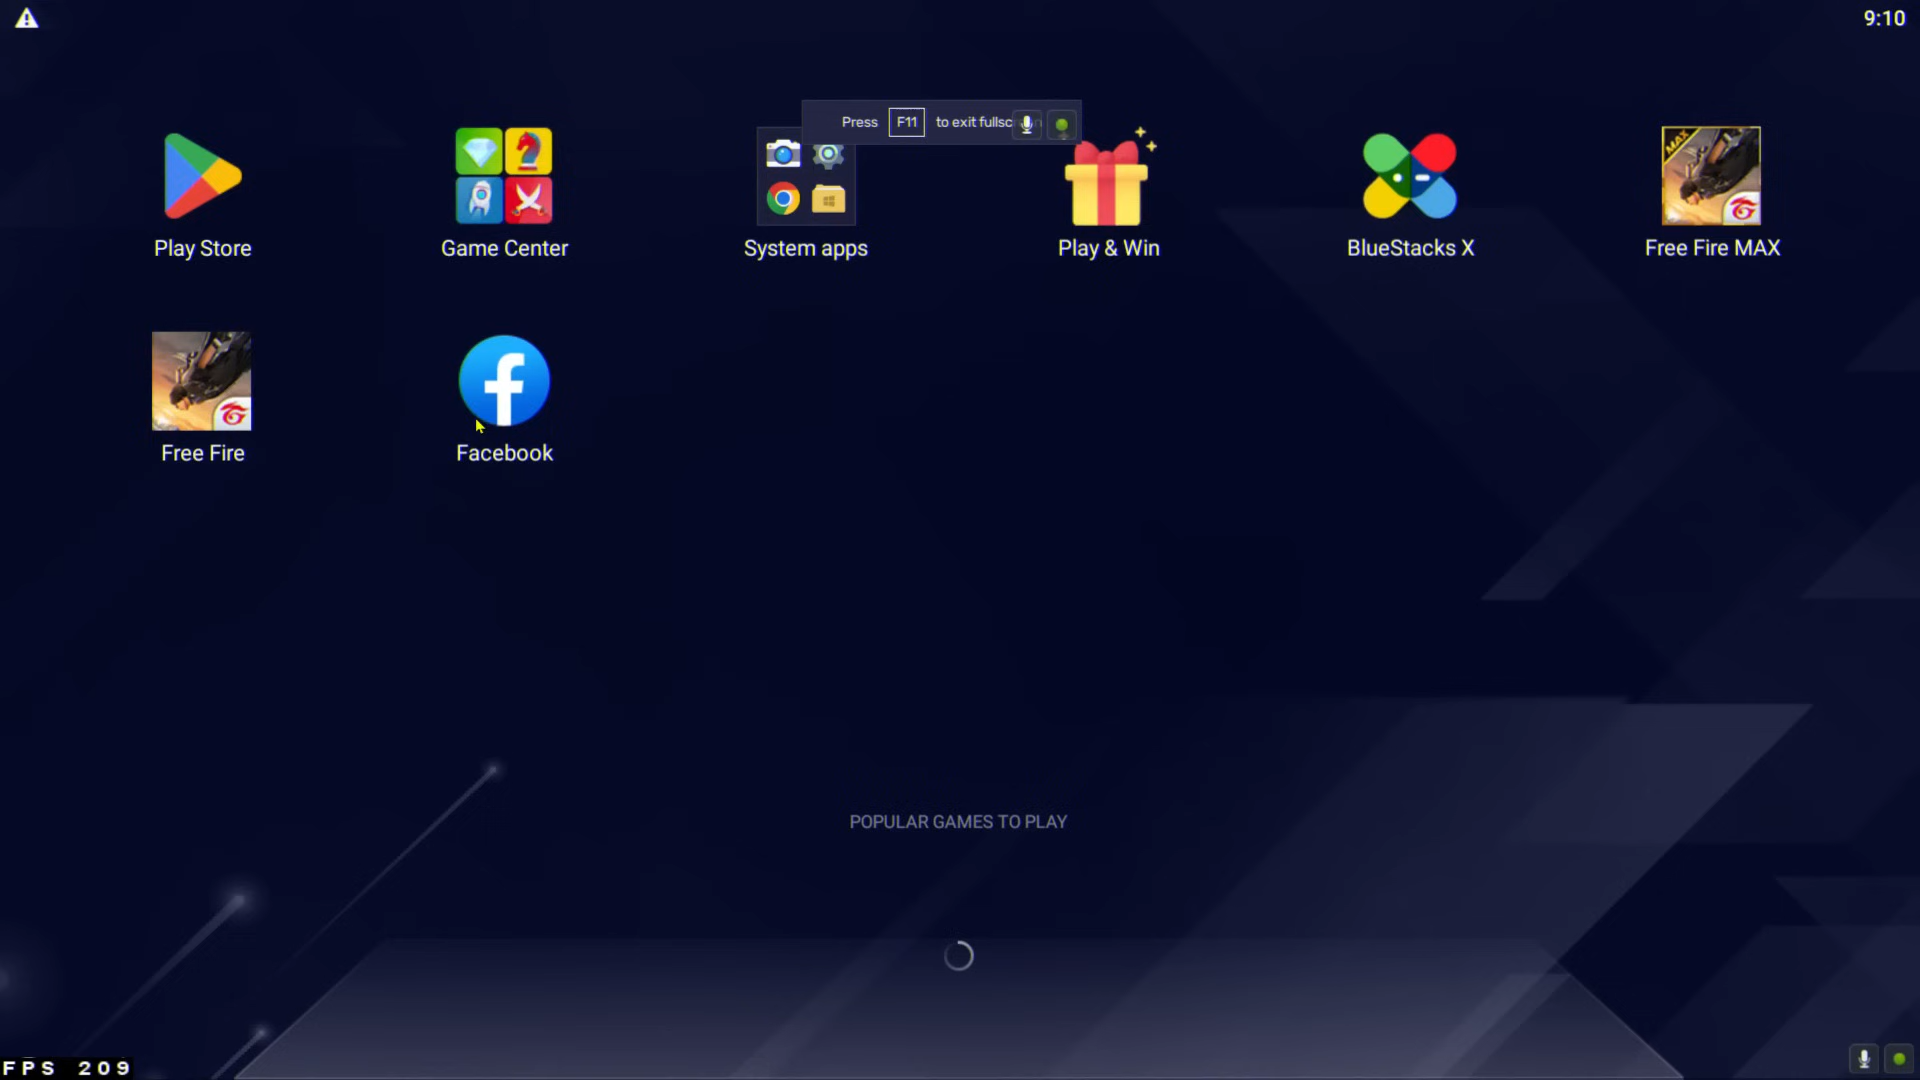 9:10
Press F11 to exit fullsc
Play Store
Game Center
System apps
Play & Win
BlueStacks X
MAX
Free Fire MAX
Free Fire
Facebook
POPULAR GAMES TO PLAY
FPS 209